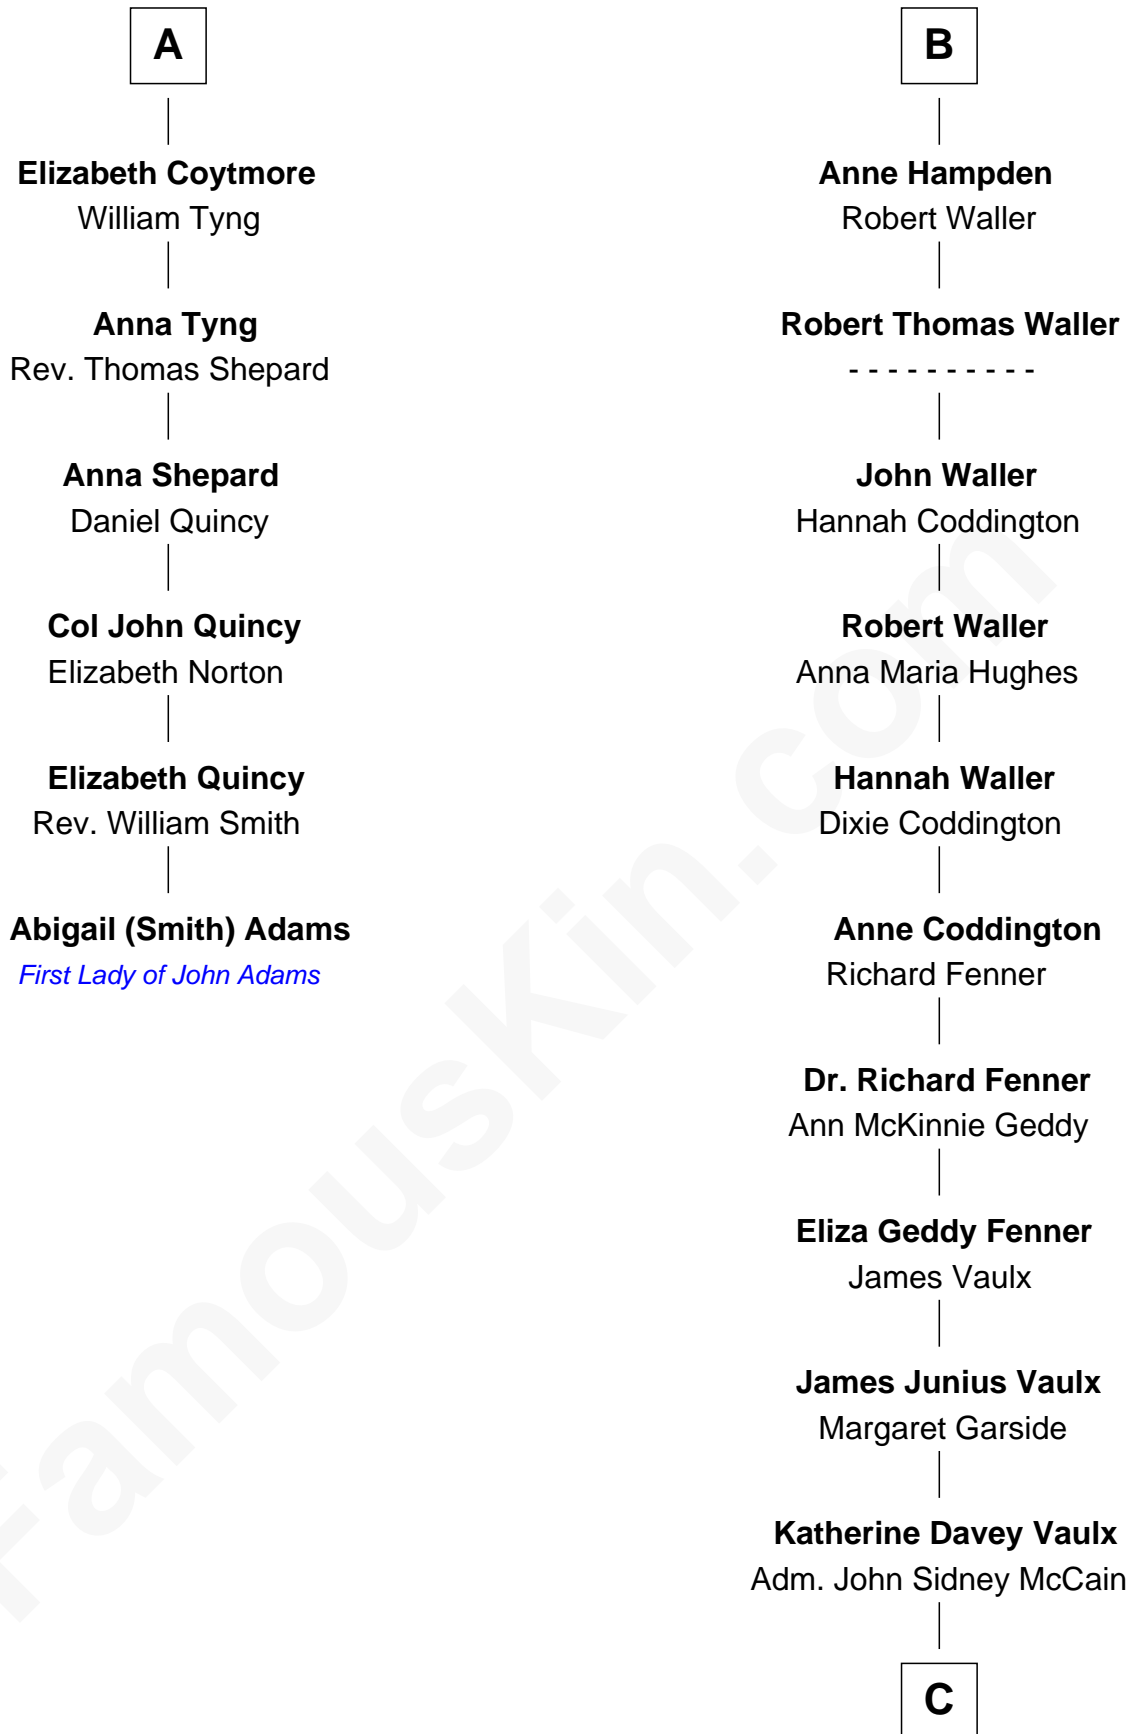 A
Elizabeth Coytmore
William Tyng
Anna Tyng
Rev. Thomas Shepard
Anna Shepard
Daniel Quincy
Col John Quincy
Elizabeth Norton
Elizabeth Quincy
Rev. William Smith
Abigail (Smith) Adams
First Lady of John Adams
B
Anne Hampden
Robert Waller
Robert Thomas Waller
- - - - - - - - - -
John Waller
Hannah Coddington
Robert Waller
Anna Maria Hughes
Hannah Waller
Dixie Coddington
Anne Coddington
Richard Fenner
Dr. Richard Fenner
Ann McKinnie Geddy
Eliza Geddy Fenner
James Vaulx
James Junius Vaulx
Margaret Garside
Katherine Davey Vaulx
Adm. John Sidney McCain
C
FamousKin.com